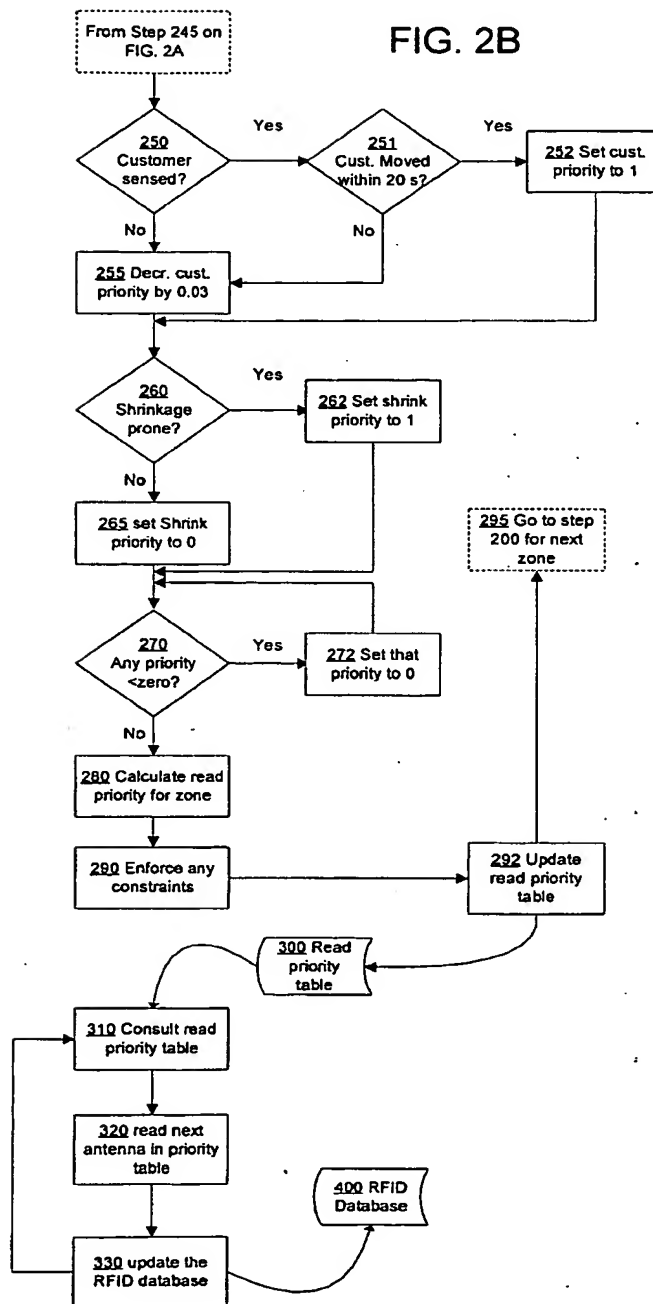 FIG. 2B
From Step 245 on
FIG. 2A
250
Customer
sensed?
Yes
251
Cust. Moved
within 20 s?
Yes
252 Set cust.
priority to 1
No
No
255 Decr. cust.
priority by 0.03
260
Shrinkage
prone?
Yes
262 Set shrink
priority to 1
No
265 set Shrink
priority to 0
295 Go to step
200 for next
zone
270
Any priority
<zero?
Yes
272 Set that
priority to 0
No
280 Calculate read
priority for zone
290 Enforce any
constraints
292 Update
read priority
table
300 Read
priority
table
310 Consult read
priority table
320 read next
antenna in priority
table
400 RFID
Database
330 update the
RFID database